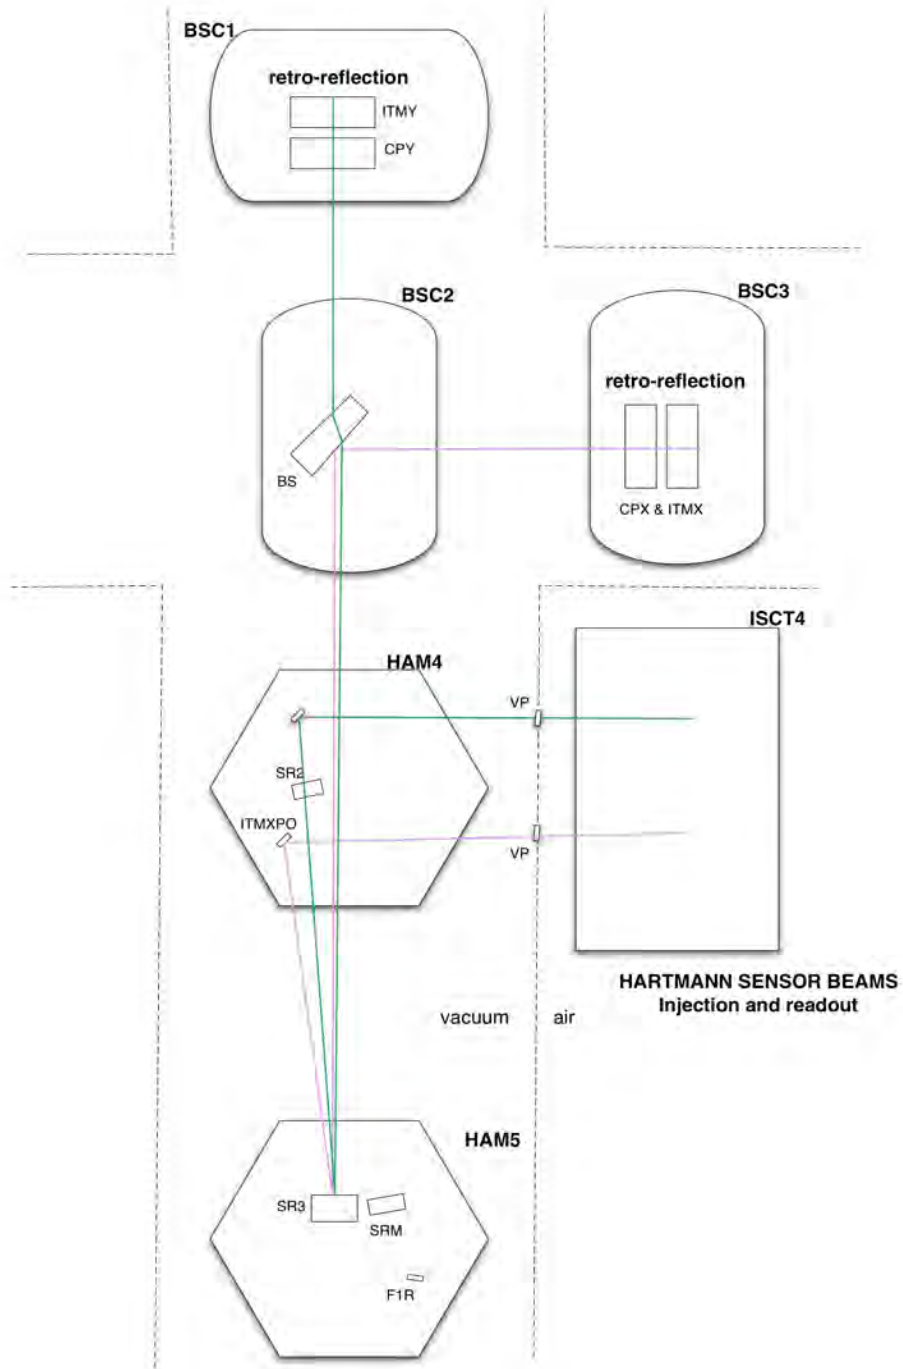 BSC1
retro-reflection
ITMY
CPY
BSC2
BSC3
retro-reflection
BS
CPX & ITMX
ISCT4
HAM4
VP
SR2
ITMXPO
VP
HARTMANN SENSOR BEAMS
Injection and readout
vacuum
air
HAM5
SR3
SRM
F1R